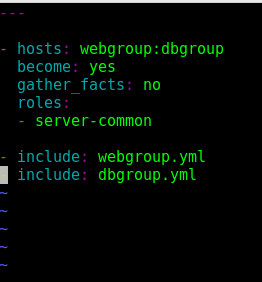 ---
- hosts: webgroup:dbgroup
  become: yes
  gather_facts: no
  roles:
  - server-common
- include: webgroup.yml
- include: dbgroup.yml
~
~
~
~
~